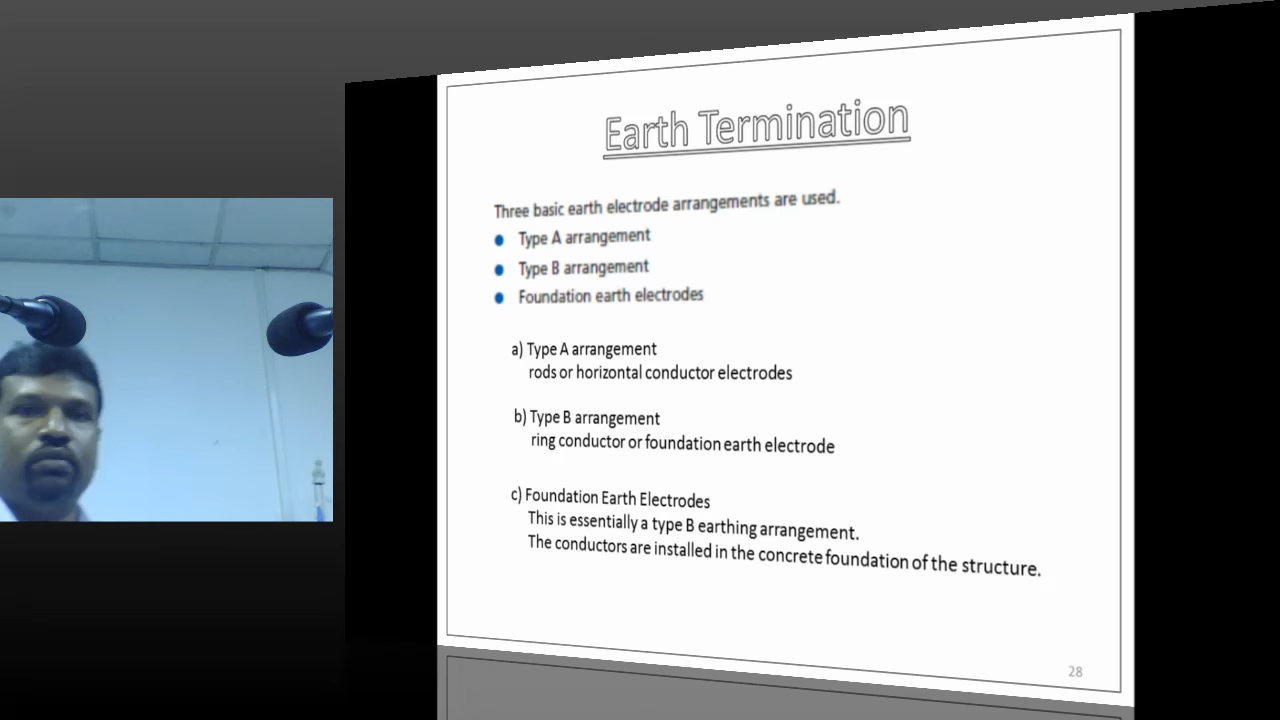 Earth Termination
Three basic earth electrode arrangements are used.
● Type A arrangement
● Type B arrangement
● Foundation earth electrodes
a) Type A arrangement
rods or horizontal conductor electrodes
b) Type B arrangement
ring conductor or foundation earth electrode
c) Foundation Earth Electrodes
This is essentially a type B earthing arrangement.
The conductors are installed in the concrete foundation of the structure.
28